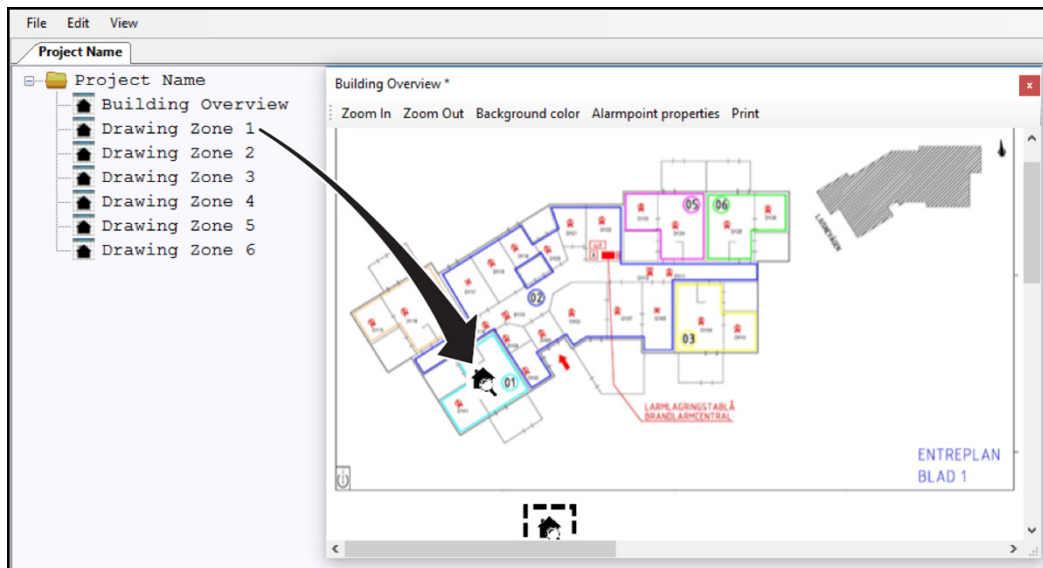 File Edit View
Project Name
Project Name
Building Overview
Drawing Zone 1
Drawing Zone 2
Drawing Zone 3
Drawing Zone 4
Drawing Zone 5
Drawing Zone 6
Building Overview *
x
Zoom In Zoom Out Background color Alarmpoint properties Print
LAGNEVÄGEN
05
06
02
03
01
LARMLAGRINGSTABLÅ
BRANDLARMCENTRAL
ENTREPLAN
BLAD 1